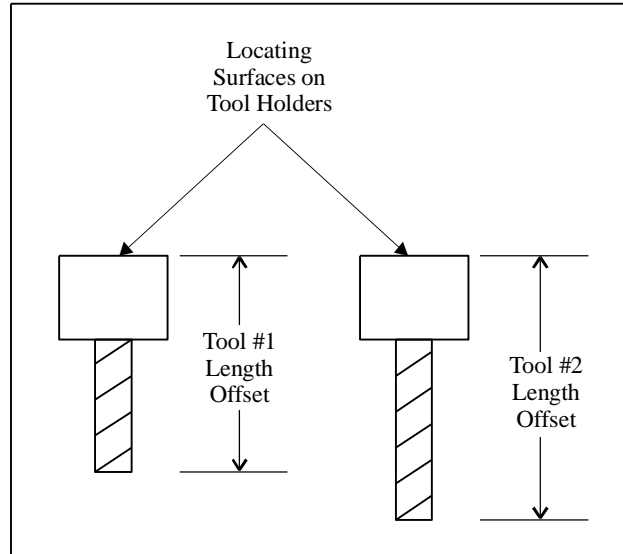 Locating
Surfaces on
Tool Holders
Tool #1
Length
Offset
Tool #2
Length
Offset